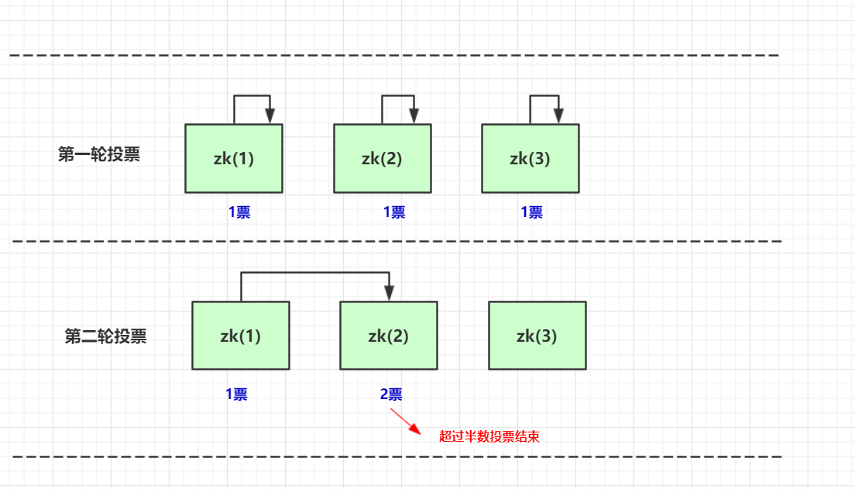 第一轮投票
zk(1)
zk(2)
zk(3)
1票
1票
1票
第二轮投票
zk(1)
zk(2)
zk(3)
1票
2票
超过半数投票结束